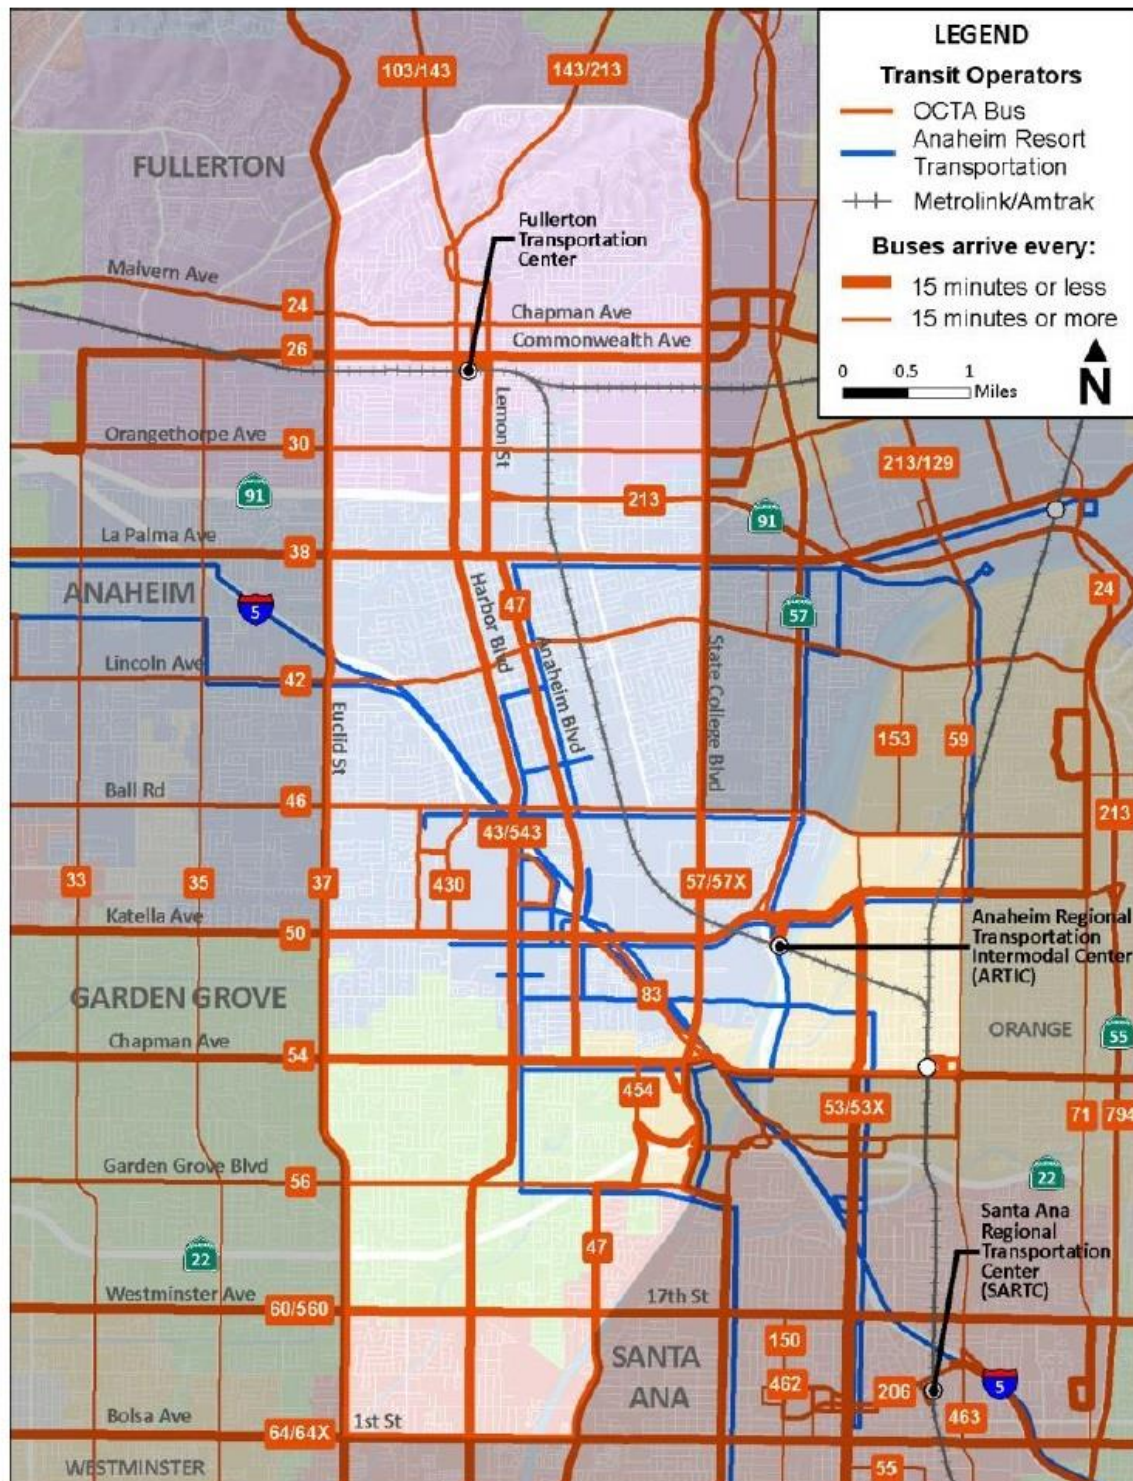 LEGEND
Transit Operators
OCTA Bus
Anaheim Resort
Transportation
Metrolink/Amtrak
Buses arrive every:
15 minutes or less
15 minutes or more
0 0.5 1
Miles
N
103/143
143/213
FULLERTON
Fullerton
Transportation
Center
Malvern Ave
24
Chapman Ave
26
Commonwealth Ave
Lemon St
Orangethorpe Ave
30
213/129
91
213
91
La Palma Ave
38
ANAHEIM
5
47
57
24
Harbor Blvd
Anaheim Blvd
State College Blvd
Lincoln Ave
42
Euclid St
153
59
Ball Rd
46
43/543
213
33
35
37
430
57/57X
Katella Ave
50
Anaheim Regional
Transportation
Intermodal Center
(ARTIC)
GARDEN GROVE
83
ORANGE
Chapman Ave
54
55
454
53/53X
71
794
Garden Grove Blvd
56
22
Santa Ana
Regional
Transportation
Center
(SARTC)
47
22
Westminster Ave
60/560
17th St
150
SANTA
ANA
462
206
5
Bolsa Ave
463
64/64X
1st St
WESTMINSTER
55